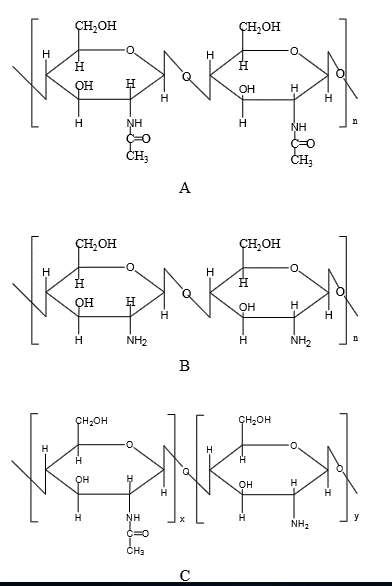 CH₂OH CH₂OH
O O
H H
H H
O O
OH H OH H
H H
H NH H NH n
C=O C=O
CH₃ CH₃
A
CH₂OH CH₂OH
O O
H H
H H
O O
OH H OH H
H H
H NH₂ H NH₂ n
B
CH₂OH CH₂OH
O O
H H
H H
O O
OH H OH H
H H
H NH x H NH₂ y
C=O
CH₃
C